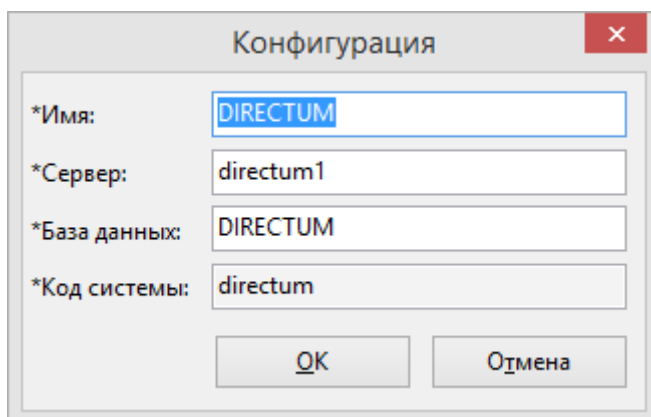 Конфигурация
*Имя: DIRECTUM
*Сервер: directum1
*База данных: DIRECTUM
*Код системы: directum
OK Отмена